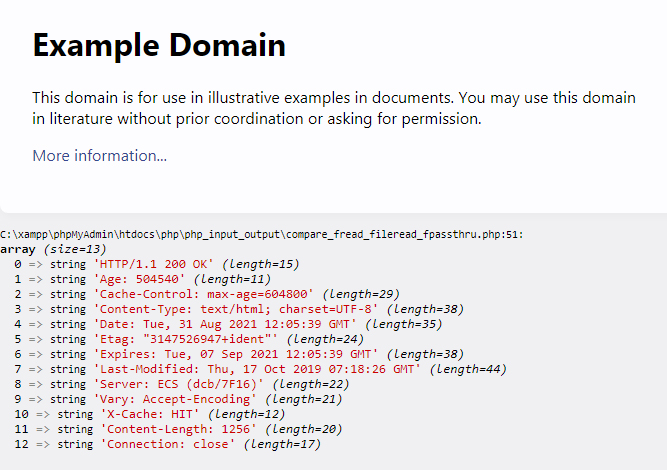 Example Domain
This domain is for use in illustrative examples in documents. You may use this domain
in literature without prior coordination or asking for permission.
More information...
C:\xampp\phpMyAdmin\htdocs\php\php_input_output\compare_fread_fileread_fpassthru.php:51:
array (size=13)
0 => string 'HTTP/1.1 200 OK' (length=15)
1 => string 'Age: 504540' (length=11)
2 => string 'Cache-Control: max-age=604800' (length=29)
3 => string 'Content-Type: text/html; charset=UTF-8' (length=38)
4 => string 'Date: Tue, 31 Aug 2021 12:05:39 GMT' (length=35)
5 => string 'Etag: "3147526947+ident"' (length=24)
6 => string 'Expires: Tue, 07 Sep 2021 12:05:39 GMT' (length=38)
7 => string 'Last-Modified: Thu, 17 Oct 2019 07:18:26 GMT' (length=44)
8 => string 'Server: ECS (dcb/7F16)' (length=22)
9 => string 'Vary: Accept-Encoding' (length=21)
10 => string 'X-Cache: HIT' (length=12)
11 => string 'Content-Length: 1256' (length=20)
12 => string 'Connection: close' (length=17)